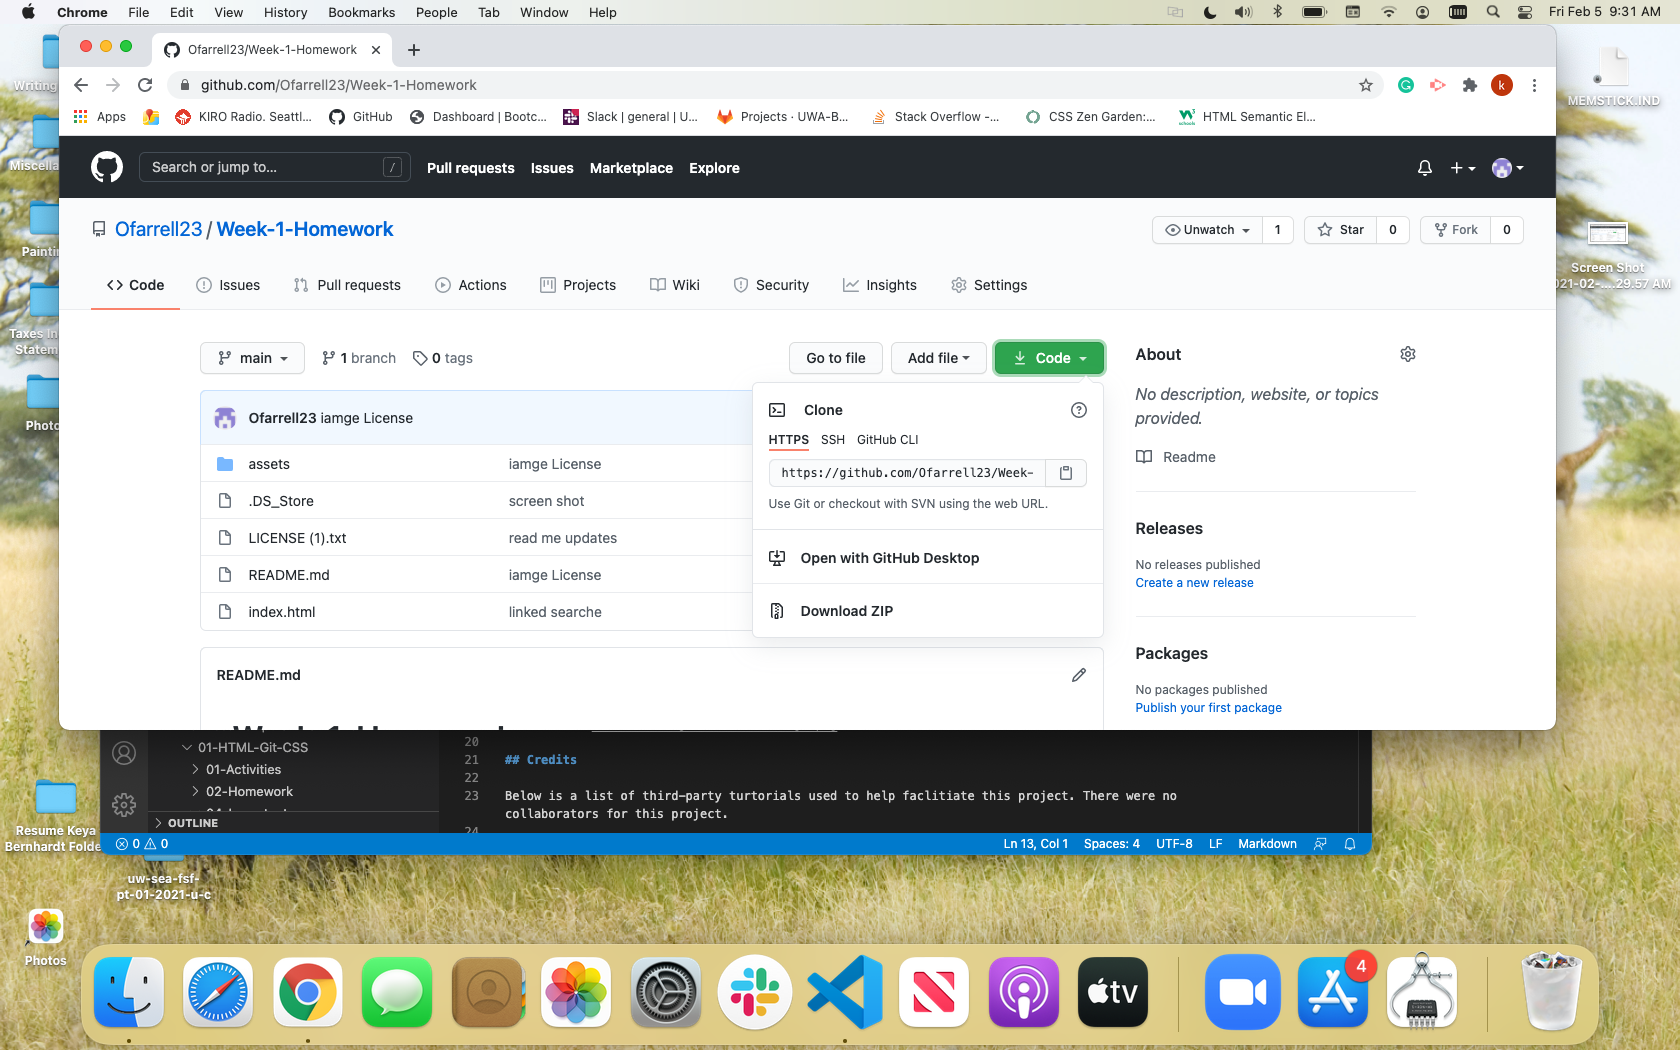 Chrome File Edit View History Bookmarks People Tab Window Help Fri Feb 5 9:31 AM
Ofarrell23/Week-1-Homework
github.com/Ofarrell23/Week-1-Homework
k
Apps KIRO Radio. Seattl... GitHub Dashboard | Bootc... Slack | general | U... Projects · UWA-B... Stack Overflow -... CSS Zen Garden:... HTML Semantic El...
Search or jump to... / Pull requests Issues Marketplace Explore
Ofarrell23 / Week-1-Homework
Unwatch 1 Star 0 Fork 0
Code Issues Pull requests Actions Projects Wiki Security Insights Settings
main 1 branch 0 tags Go to file Add file Code
Ofarrell23 iamge License
assets iamge License
.DS_Store screen shot
LICENSE (1).txt read me updates
README.md iamge License
index.html linked searche
Clone
HTTPS SSH GitHub CLI
https://github.com/Ofarrell23/Week-
Use Git or checkout with SVN using the web URL.
Open with GitHub Desktop
Download ZIP
About
No description, website, or topics
provided.
Readme
Releases
No releases published
Create a new release
Packages
No packages published
Publish your first package
README.md
01-HTML-Git-CSS
01-Activities
02-Homework
OUTLINE
20
21 ## Credits
22
23 Below is a list of third-party turtorials used to help faclitiate this project. There were no
collaborators for this project.
24
0 0 Ln 13, Col 1 Spaces: 4 UTF-8 LF Markdown
Writing
Miscella
Paintin
Taxes In
Statem
Photo
Resume Keya
Bernhardt Folde
uw-sea-fsf-
pt-01-2021-u-c
Photos
MEMSTICK.IND
Screen Shot
021-02-....29.57 AM
tv
4